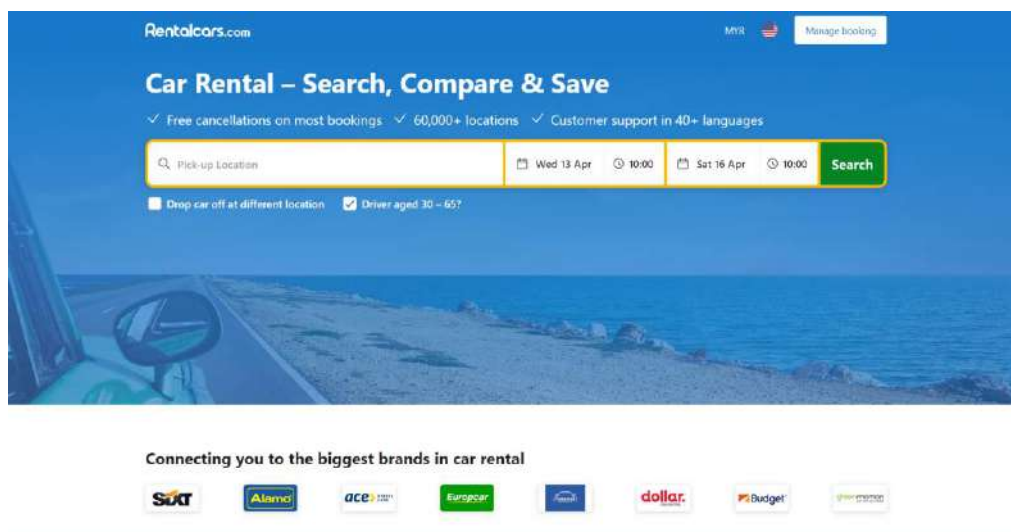 Rentalcars.com
MYR
Manage booking
Car Rental – Search, Compare & Save
✓ Free cancellations on most bookings ✓ 60,000+ locations ✓ Customer support in 40+ languages
Pick-up Location
Wed 13 Apr 10:00 Sat 16 Apr 10:00 Search
Drop car off at different location Driver aged 30 – 65?
Connecting you to the biggest brands in car rental
SIXT Alamo ace Europcar dollar. Budget green motion